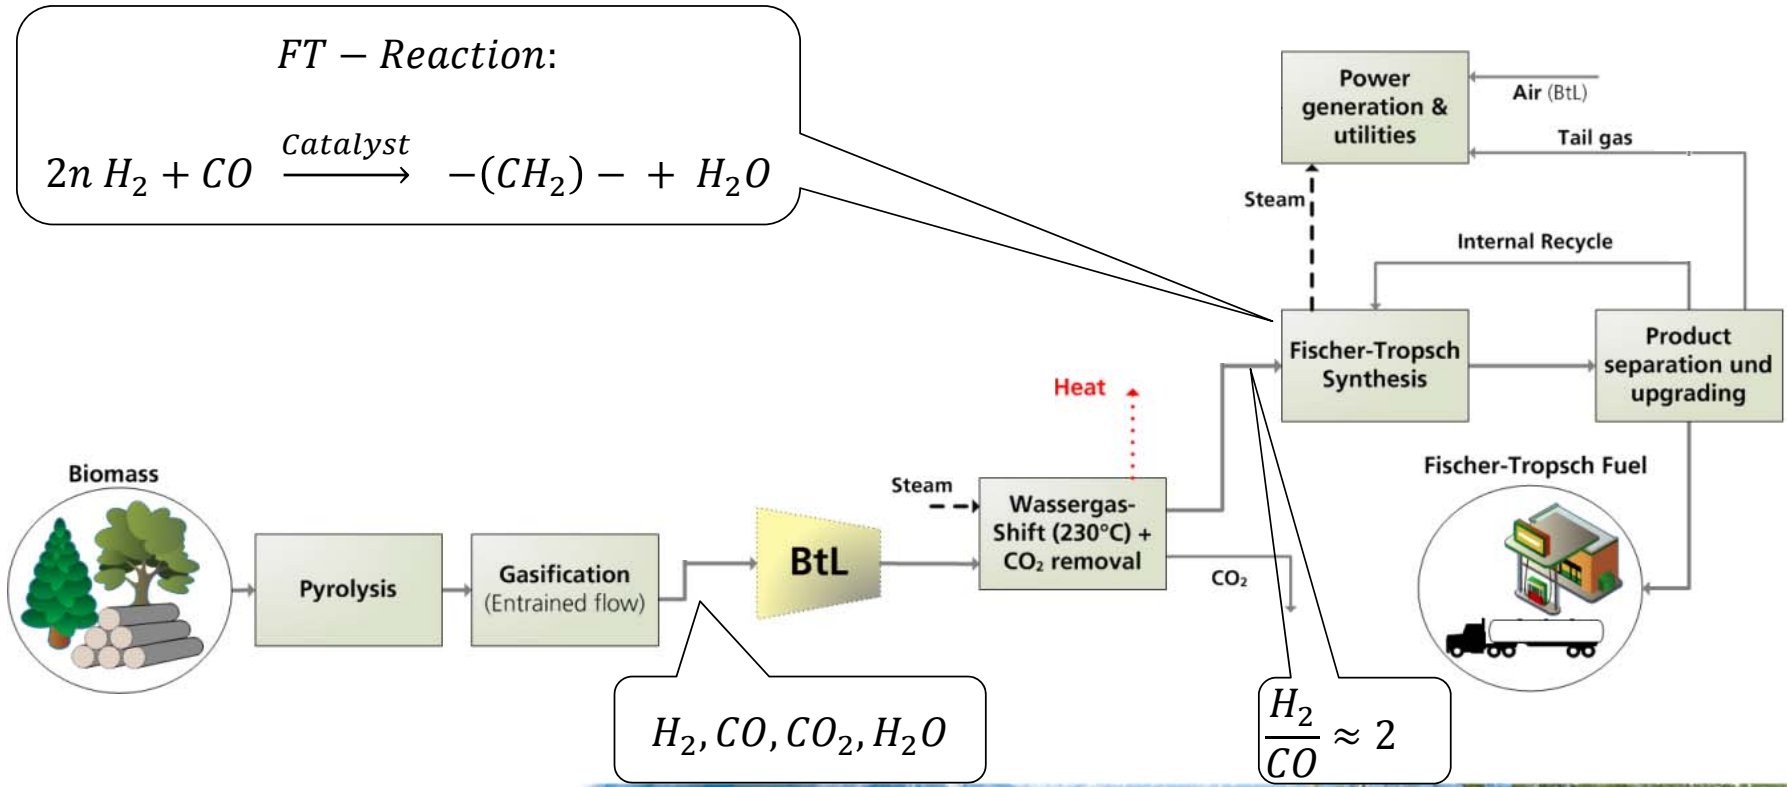 FT − Reaction:
2n H₂ + CO Catalyst ⟶ −(CH₂) − + H₂O
Power
generation &
utilities
Air (BtL)
Tail gas
Steam
Internal Recycle
Fischer-Tropsch
Synthesis
Product
separation und
upgrading
Heat
Biomass
Pyrolysis
Gasification
(Entrained flow)
BtL
Steam
Wassergas-
Shift (230°C) +
CO₂ removal
CO₂
Fischer-Tropsch Fuel
H₂, CO, CO₂, H₂O
H₂/CO ≈ 2